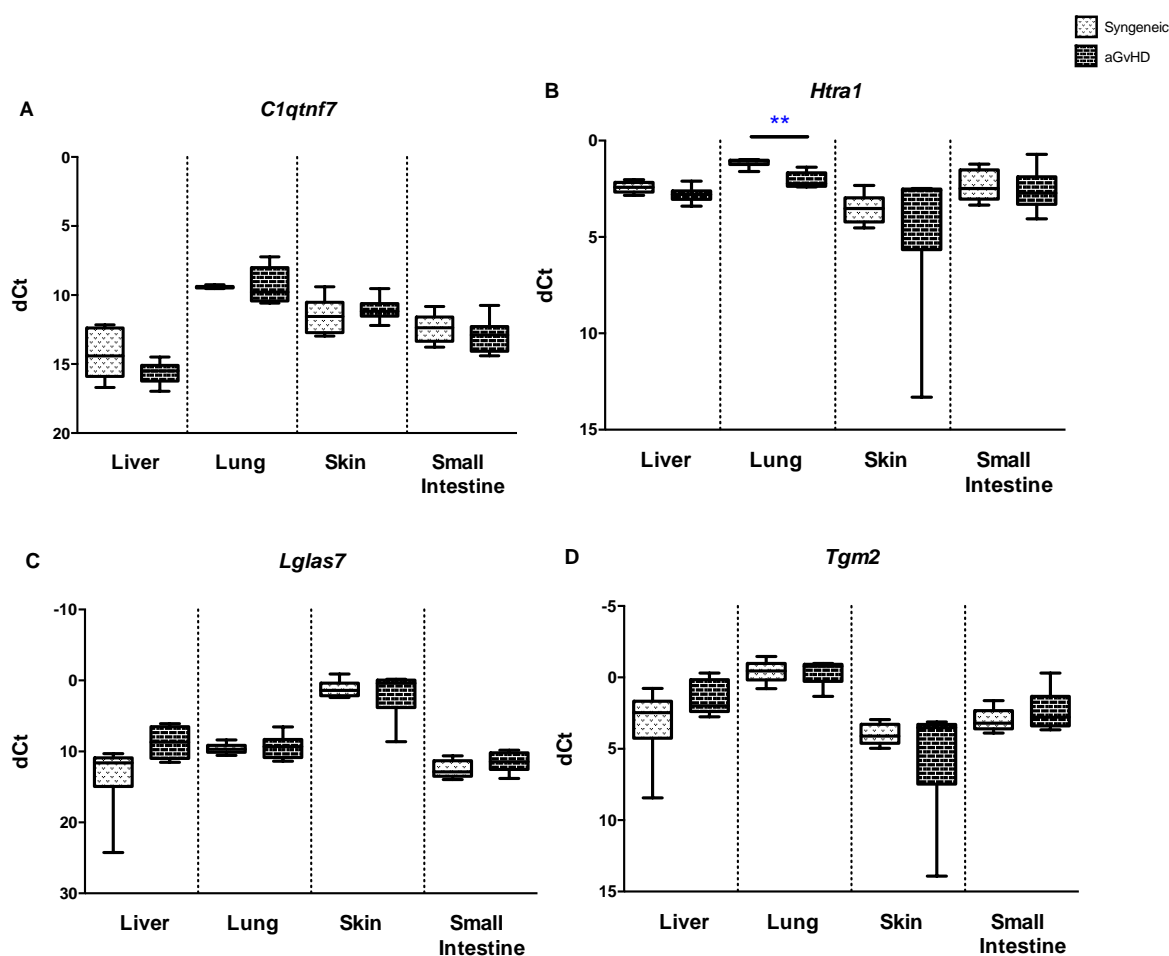 Syngeneic
aGvHD
A
C1qtnf7
0
5
10
15
20
dCt
Liver
Lung
Skin
Small
Intestine
B
Htra1
**
0
5
10
15
dCt
Liver
Lung
Skin
Small
Intestine
C
Lglas7
-10
0
10
20
30
dCt
Liver
Lung
Skin
Small
Intestine
D
Tgm2
-5
0
5
10
15
dCt
Liver
Lung
Skin
Small
Intestine